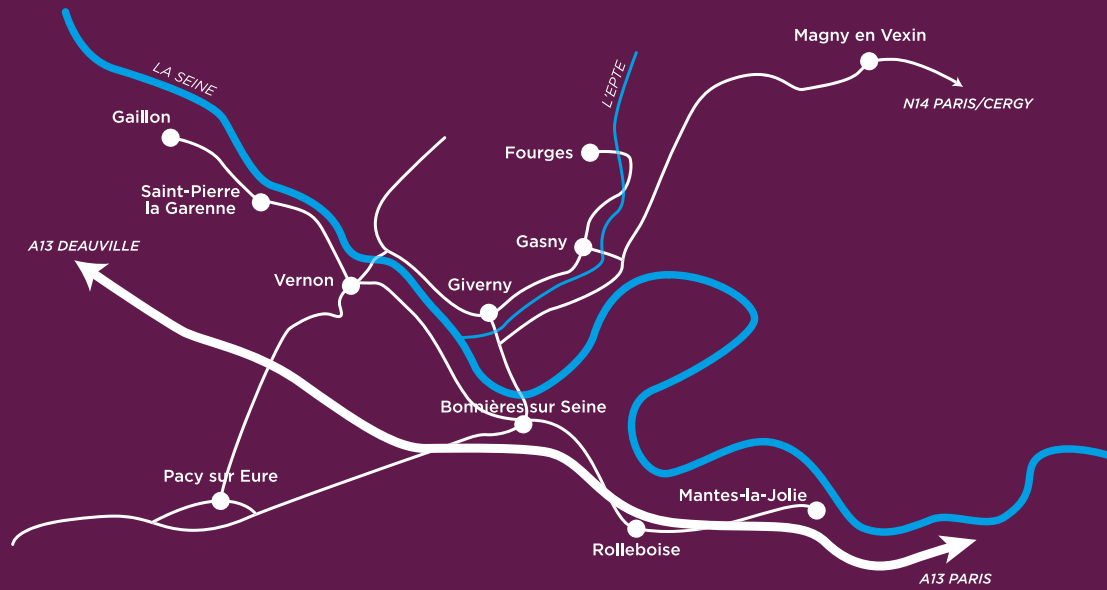 Magny en Vexin
LA SEINE
L'EPTE
N14 PARIS/CERGY
Gaillon
Fourges
Saint-Pierre
la Garenne
A13 DEAUVILLE
Gasny
Vernon
Giverny
Bonnières sur Seine
Pacy sur Eure
Mantes-la-Jolie
Rolleboise
A13 PARIS